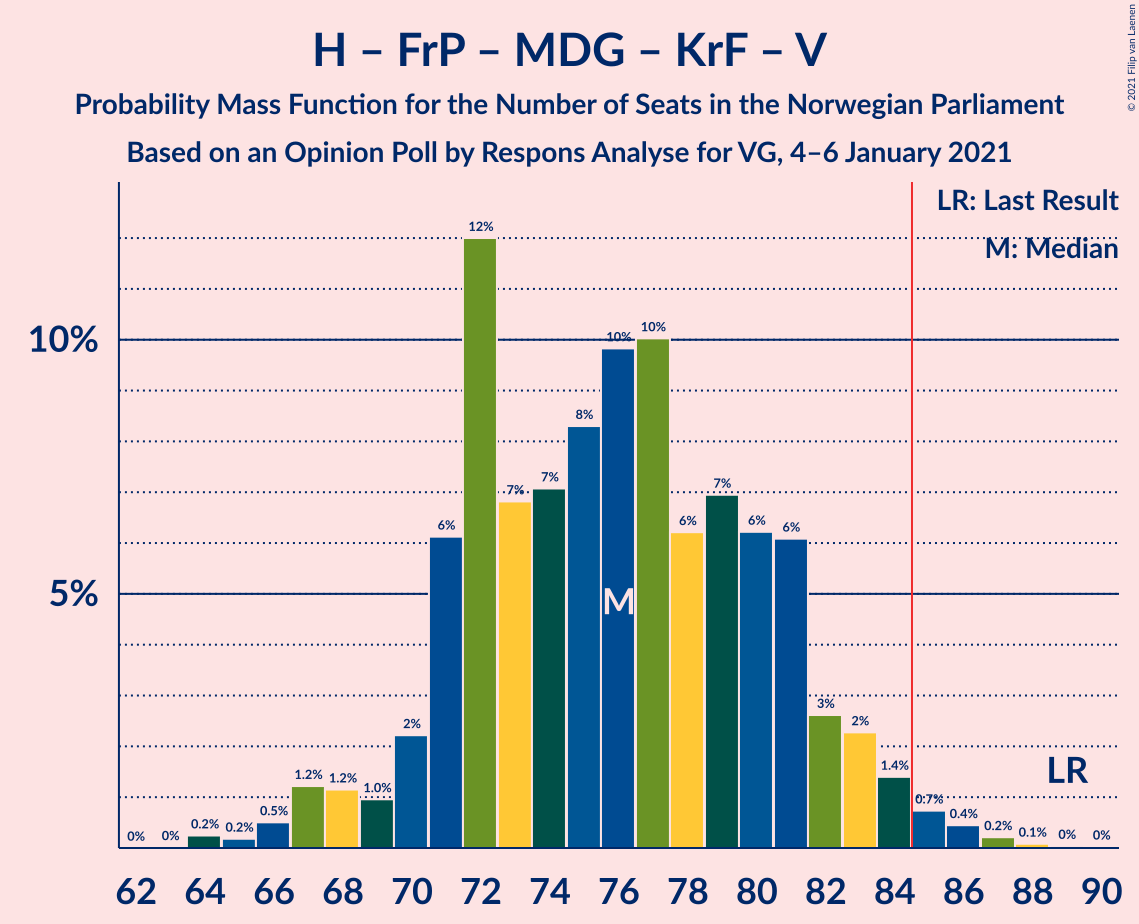 H – FrP – MDG – KrF – V
Probability Mass Function for the Number of Seats in the Norwegian Parliament
Based on an Opinion Poll by Respons Analyse for VG, 4–6 January 2021
© 2021 Filip van Laenen
LR: Last Result
M: Median
10%
5%
0% 0% 0.2% 0.2% 0.5% 1.2% 1.2% 1.0% 2% 6% 12% 7% 7% 8% 10% 10% 6% 7% 6% 6% 3% 2% 1.4% 0.7% 0.4% 0.2% 0.1% 0% 0%
M
LR
62 64 66 68 70 72 74 76 78 80 82 84 86 88 90